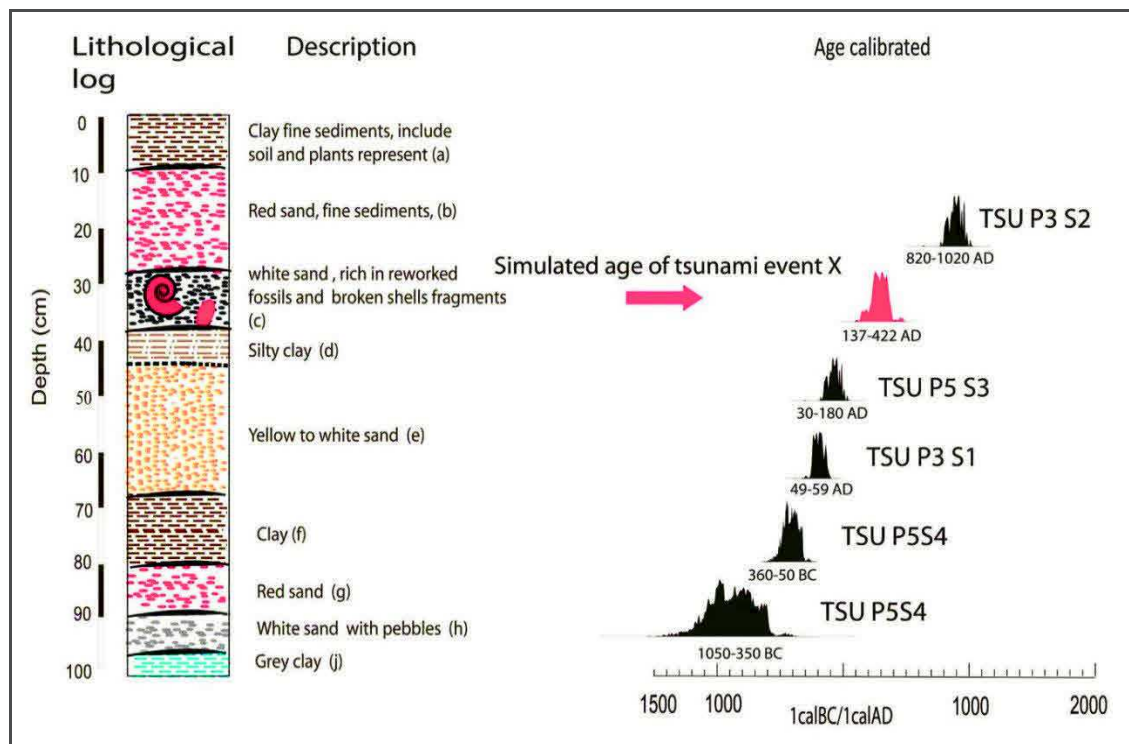 Lithological
log
Description
Age calibrated
Depth (cm)
0
10
20
30
40
50
60
70
80
90
100
Clay fine sediments, include
soil and plants represent (a)
Red sand, fine sediments, (b)
white sand , rich in reworked
fossils and broken shells fragments
(c)
Silty clay (d)
Yellow to white sand (e)
Clay (f)
Red sand (g)
White sand with pebbles (h)
Grey clay (j)
TSU P3 S2
820-1020 AD
Simulated age of tsunami event X
137-422 AD
TSU P5 S3
30-180 AD
TSU P3 S1
49-59 AD
TSU P5S4
360-50 BC
TSU P5S4
1050-350 BC
1500 1000 1calBC/1calAD 1000 2000